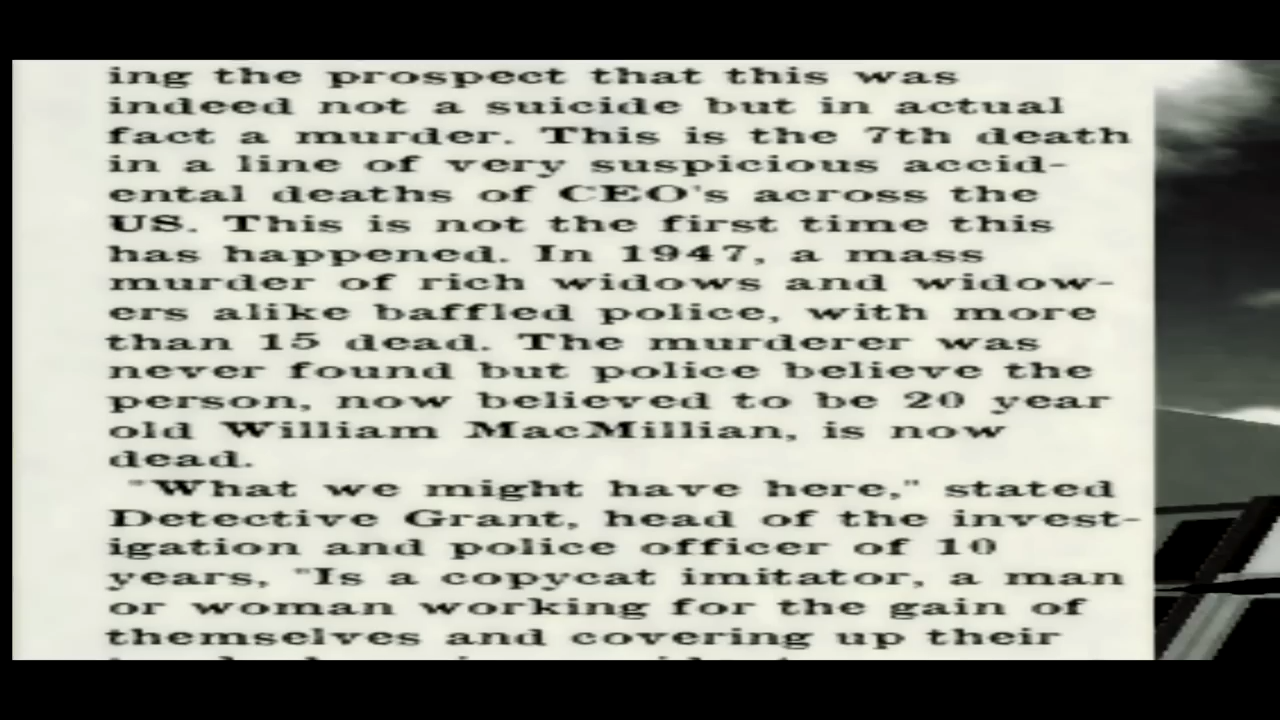 ing the prospect that this was
indeed not a suicide but in actual
fact a murder. This is the 7th death
in a line of very suspicious accid-
ental deaths of CEO's across the
US. This is not the first time this
has happened. In 1947, a mass
murder of rich widows and widow-
ers alike baffled police, with more
than 15 dead. The murderer was
never found but police believe the
person, now believed to be 20 year
old William MacMillian, is now
dead.
"What we might have here," stated
Detective Grant, head of the invest-
igation and police officer of 10
years, "Is a copycat imitator, a man
or woman working for the gain of
themselves and covering up their